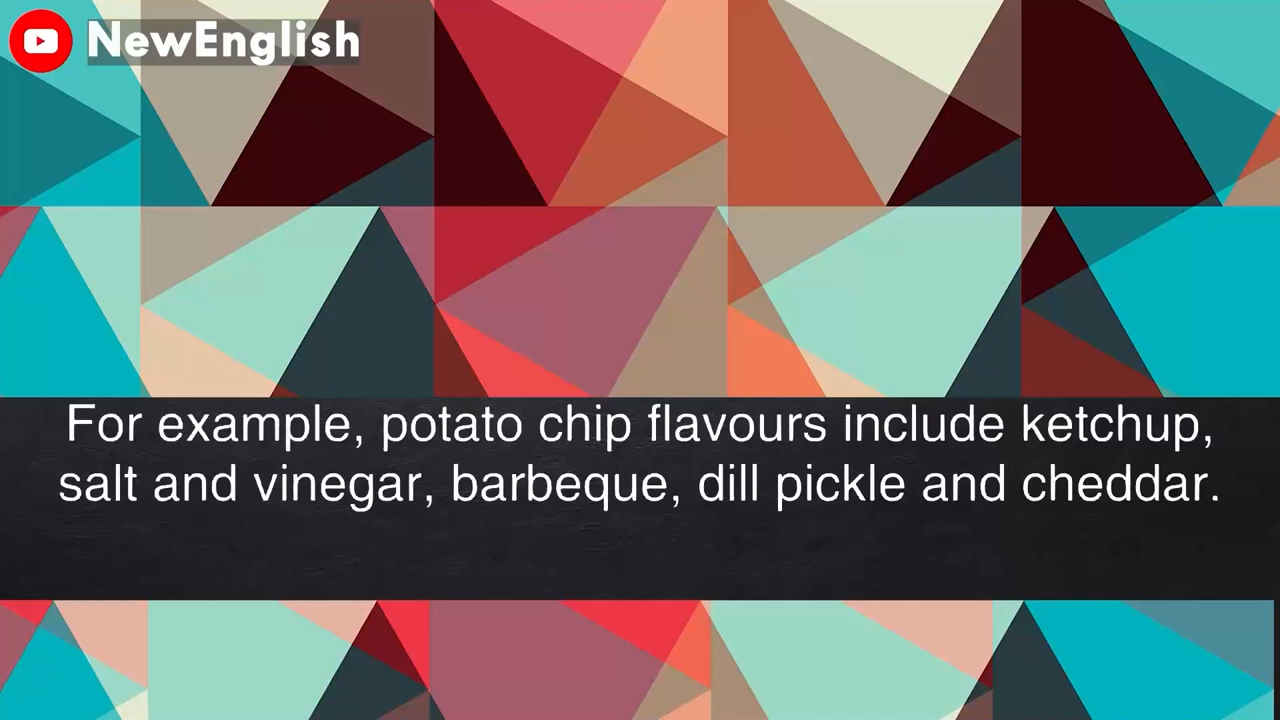 NewEnglish
For example, potato chip flavours include ketchup,
salt and vinegar, barbeque, dill pickle and cheddar.